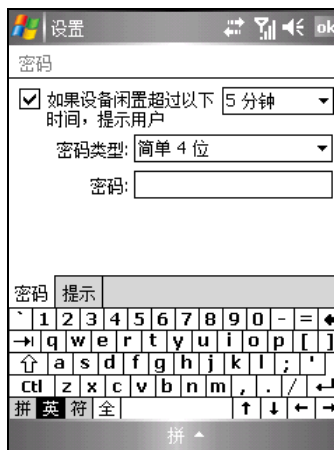 设置 ok
密码
如果设备闲置超过以下 5 分钟
时间，提示用户
密码类型: 简单 4 位
密码:
密码 提示
` 1 2 3 4 5 6 7 8 9 0 - =
q w e r t y u i o p [ ]
a s d f g h j k l ; '
Ctl z x c v b n m , . /
拼 英 符 全
拼